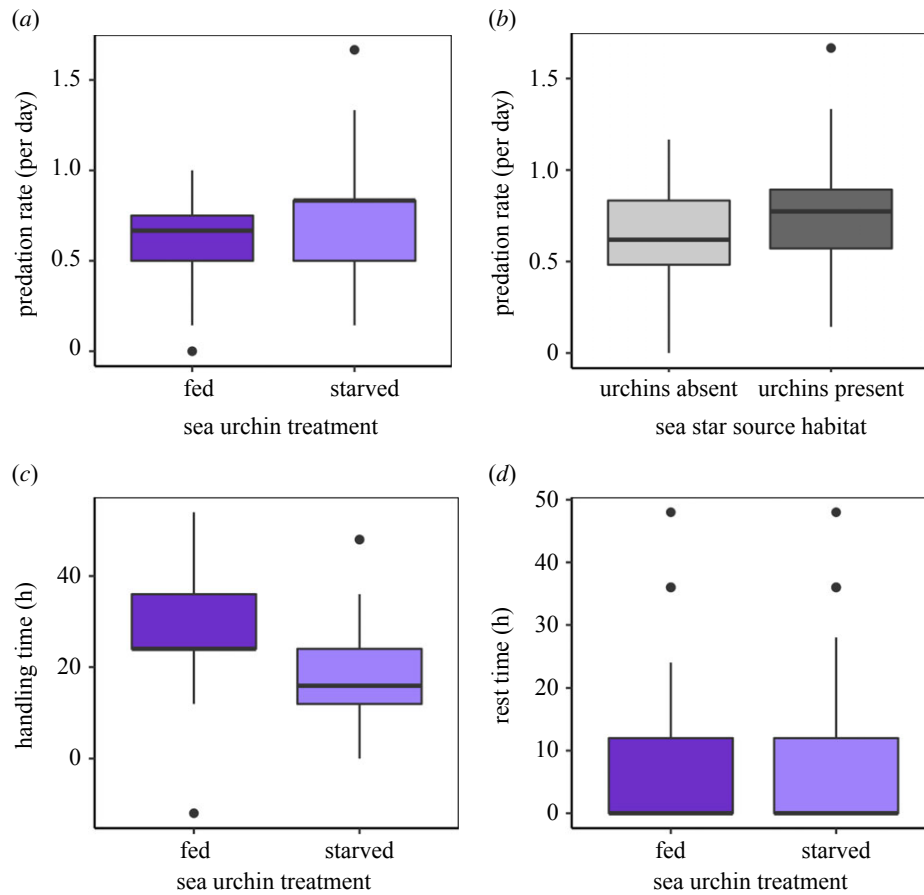 (a)
1.5
1.0
0.5
0
predation rate (per day)
fed starved
sea urchin treatment
(b)
1.5
1.0
0.5
0
predation rate (per day)
urchins absent urchins present
sea star source habitat
(c)
40
20
0
handling time (h)
fed starved
sea urchin treatment
(d)
50
40
30
20
10
0
rest time (h)
fed starved
sea urchin treatment